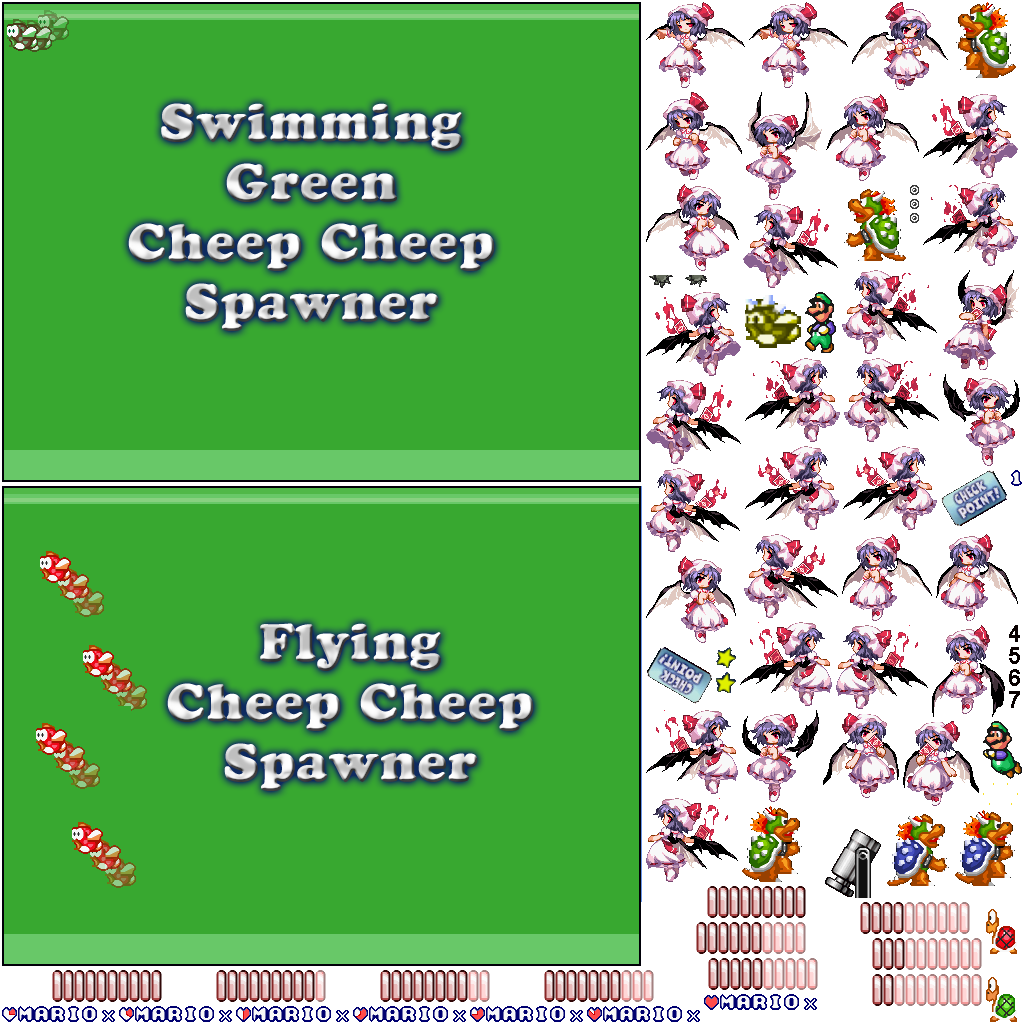 Swimming
Green
Cheep Cheep
Spawner
1
CHECK
POINT!
Flying
Cheep Cheep
Spawner
4
5
6
7
CHECK
POINT!
MARIO x
MARIO x MARIO x MARIO x MARIO x MARIO x MARIO x